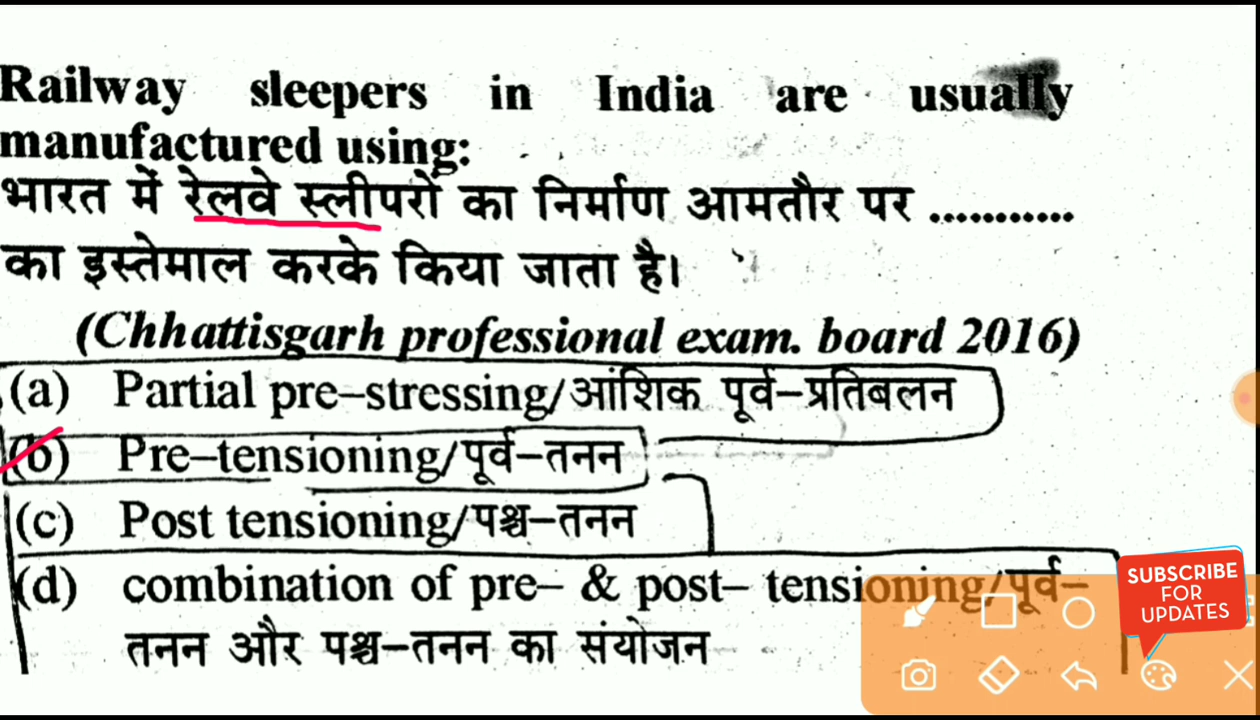 Railway sleepers in India are usually
manufactured using:
भारत में रेलवे स्लीपरों का निर्माण आमतौर पर ............
का इस्तेमाल करके किया जाता है।
(Chhattisgarh professional exam. board 2016)
(a) Partial pre–stressing/आंशिक पूर्व–प्रतिबलन
(b) Pre–tensioning/पूर्व–तनन
(c) Post tensioning/पश्च–तनन
(d) combination of pre– & post– tensioning/पूर्व–
तनन और पश्च–तनन का संयोजन
SUBSCRIBE
FOR
UPDATES